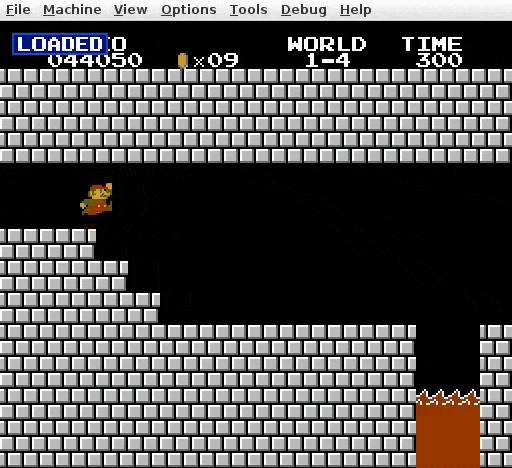 File Machine View Options Tools Debug Help
LOADED O WORLD TIME
044050 ×09 1-4 300